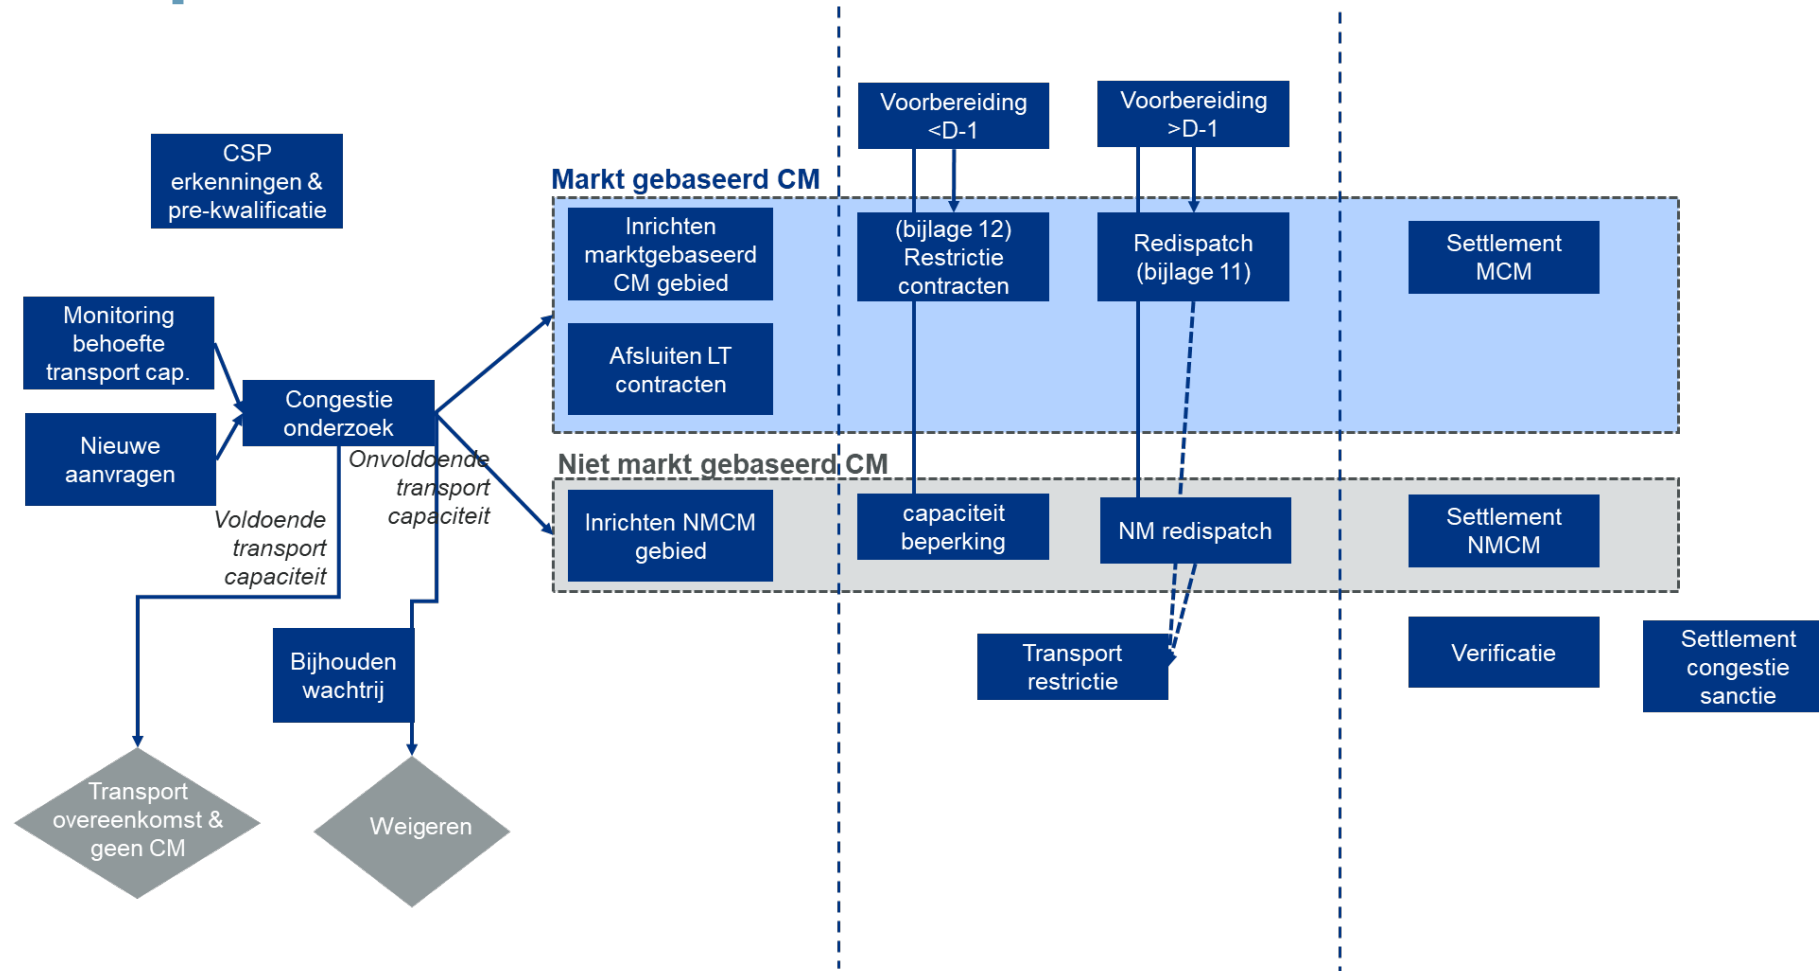 Voorbereiding
<D-1
Voorbereiding
>D-1
CSP
erkenningen &
pre-kwalificatie
Markt gebaseerd CM
Inrichten
marktgebaseerd
CM gebied
(bijlage 12)
Restrictie
contracten
Redispatch
(bijlage 11)
Settlement
MCM
Monitoring
behoefte
transport cap.
Afsluiten LT
contracten
Congestie
onderzoek
Nieuwe
aanvragen
Onvoldoende
transport
capaciteit
Voldoende
transport
capaciteit
Niet markt gebaseerd CM
Inrichten NMCM
gebied
capaciteit
beperking
NM redispatch
Settlement
NMCM
Bijhouden
wachtrij
Transport
restrictie
Verificatie
Settlement
congestie
sanctie
Transport
overeenkomst &
geen CM
Weigeren